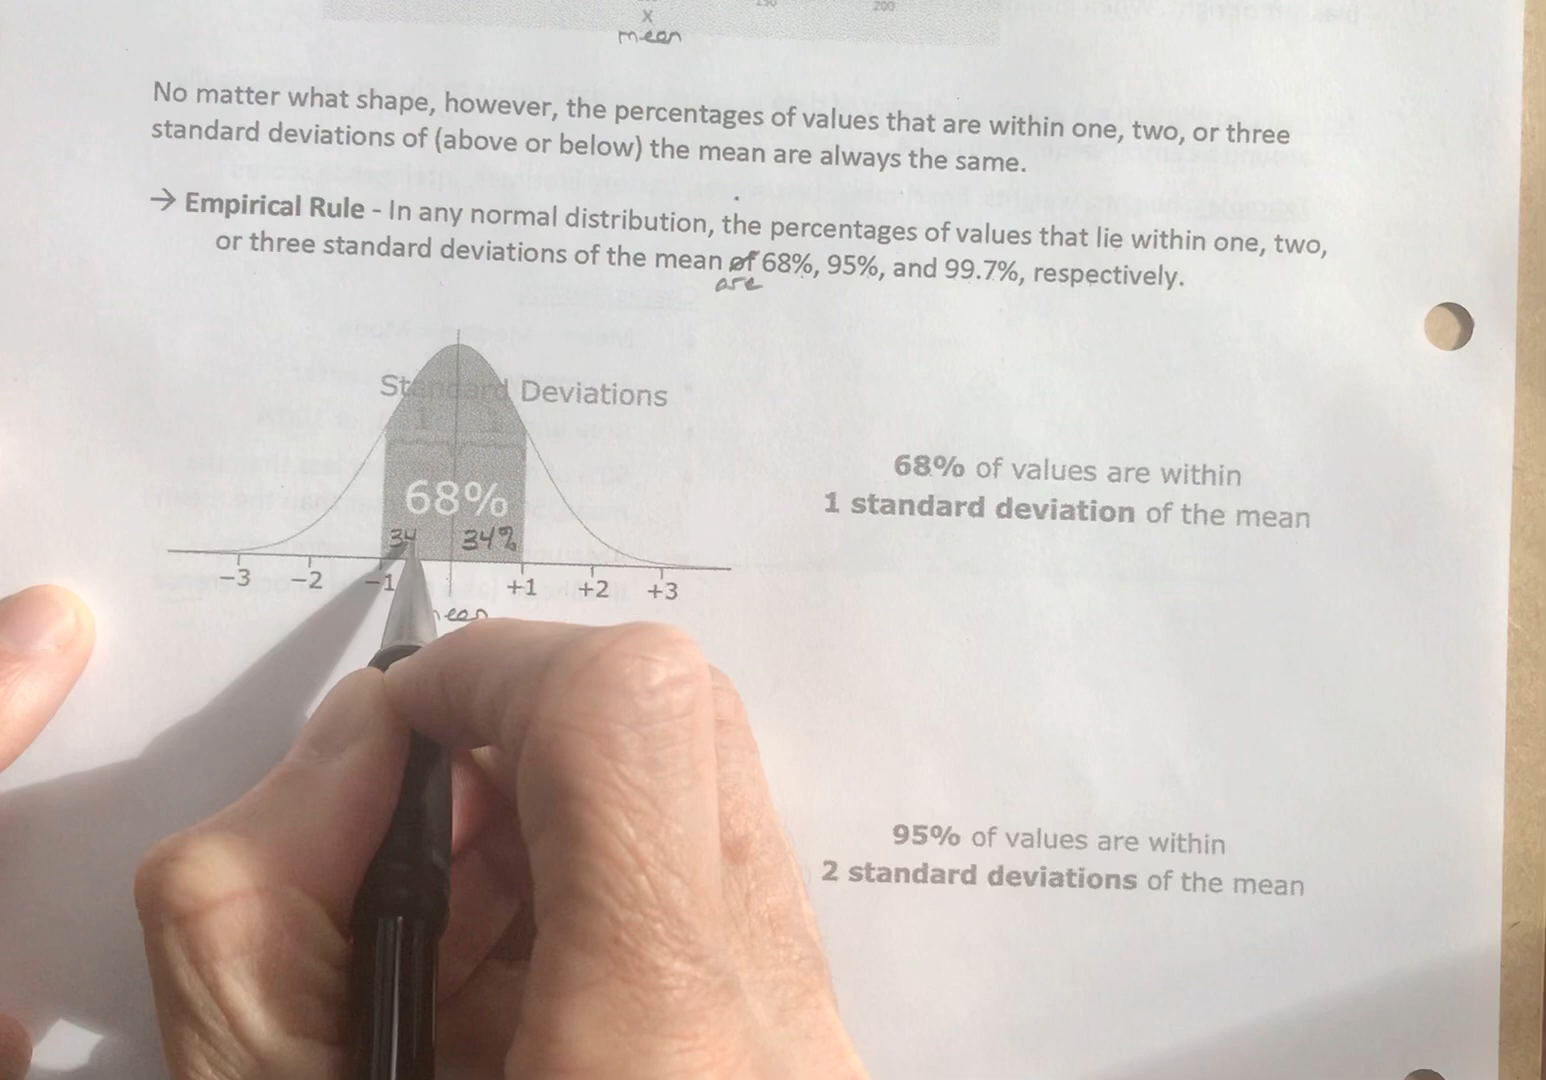 200
x
mean
No matter what shape, however, the percentages of values that are within one, two, or three
standard deviations of (above or below) the mean are always the same.
→ Empirical Rule - In any normal distribution, the percentages of values that lie within one, two,
or three standard deviations of the mean of 68%, 95%, and 99.7%, respectively.
are
Standard Deviations
1 1
68%
34 34%
-3 -2 -1 +1 +2 +3
68% of values are within
1 standard deviation of the mean
95% of values are within
2 standard deviations of the mean